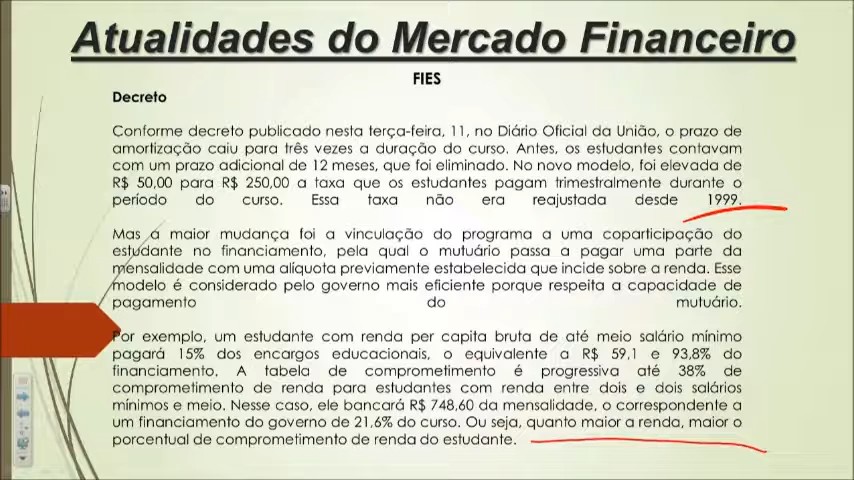 Atualidades do Mercado Financeiro
FIES
Decreto
Conforme decreto publicado nesta terça-feira, 11, no Diário Oficial da União, o prazo de
amortização caiu para três vezes a duração do curso. Antes, os estudantes contavam
com um prazo adicional de 12 meses, que foi eliminado. No novo modelo, foi elevada de
R$ 50,00 para R$ 250,00 a taxa que os estudantes pagam trimestralmente durante o
período do curso. Essa taxa não era reajustada desde 1999.
Mas a maior mudança foi a vinculação do programa a uma coparticipação do
estudante no financiamento, pela qual o mutuário passa a pagar uma parte da
mensalidade com uma alíquota previamente estabelecida que incide sobre a renda. Esse
modelo é considerado pelo governo mais eficiente porque respeita a capacidade de
pagamento do mutuário.
Por exemplo, um estudante com renda per capita bruta de até meio salário mínimo
pagará 15% dos encargos educacionais, o equivalente a R$ 59,1 e 93,8% do
financiamento. A tabela de comprometimento é progressiva até 38% de
comprometimento de renda para estudantes com renda entre dois e dois salários
mínimos e meio. Nesse caso, ele bancará R$ 748,60 da mensalidade, o correspondente a
um financiamento do governo de 21,6% do curso. Ou seja, quanto maior a renda, maior o
porcentual de comprometimento de renda do estudante.